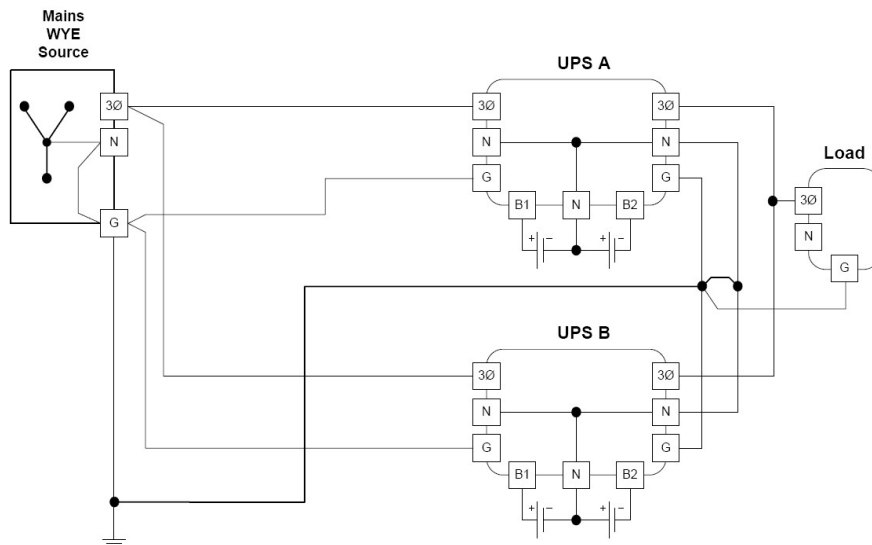 Mains
WYE
Source
3Ø
N
G
UPS A
3Ø
N
G
B1
N
B2
3Ø
N
G
+ − + −
Load
3Ø
N
G
UPS B
3Ø
N
G
B1
N
B2
3Ø
N
G
+ − + −